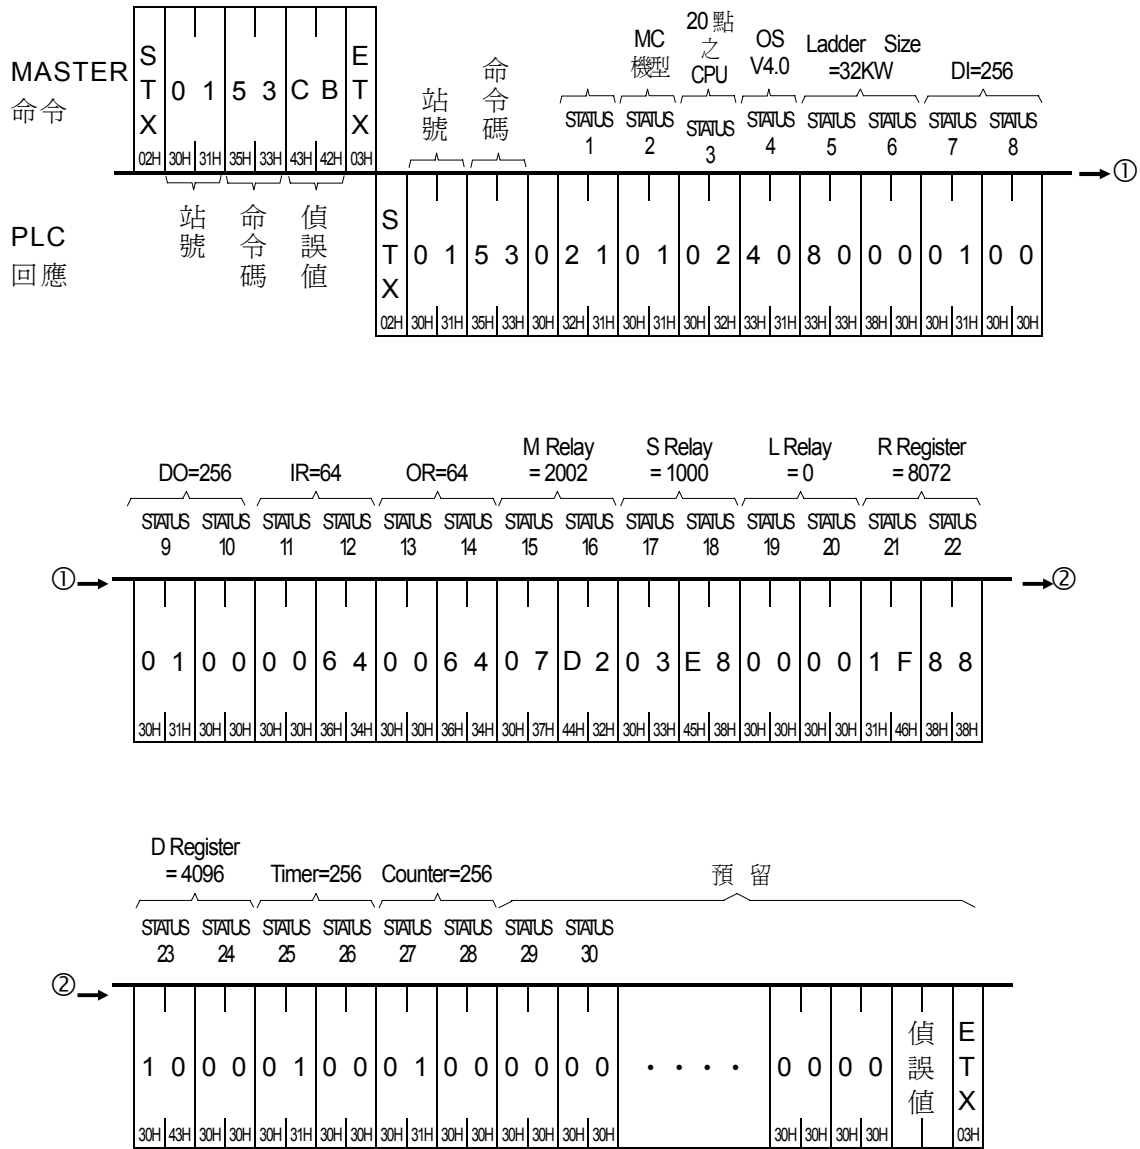 MASTER
命令
STX 0 1 5 3 C B ETX
02H 30H 31H 35H 33H 43H 42H 03H
站號 命令碼 偵誤值
站號 命令碼
MC 機型
20點之 CPU
OS V4.0
Ladder Size =32KW
DI=256
STATUS 1 STATUS 2 STATUS 3 STATUS 4 STATUS 5 STATUS 6 STATUS 7 STATUS 8
①
PLC
回應
STX 0 1 5 3 0 2 1 0 1 0 2 4 0 8 0 0 0 0 1 0 0
02H 30H 31H 35H 33H 30H 32H 31H 30H 31H 30H 32H 33H 31H 33H 33H 38H 30H 30H 31H 30H 30H
DO=256
IR=64
OR=64
M Relay = 2002
S Relay = 1000
L Relay = 0
R Register = 8072
STATUS 9 STATUS 10 STATUS 11 STATUS 12 STATUS 13 STATUS 14 STATUS 15 STATUS 16 STATUS 17 STATUS 18 STATUS 19 STATUS 20 STATUS 21 STATUS 22
① ②
0 1 0 0 0 0 6 4 0 0 6 4 0 7 D 2 0 3 E 8 0 0 0 0 1 F 8 8
30H 31H 30H 30H 30H 30H 36H 34H 30H 30H 36H 34H 30H 37H 44H 32H 30H 33H 45H 38H 30H 30H 30H 30H 31H 46H 38H 38H
D Register = 4096
Timer=256
Counter=256
預 留
STATUS 23 STATUS 24 STATUS 25 STATUS 26 STATUS 27 STATUS 28 STATUS 29 STATUS 30
②
1 0 0 0 0 1 0 0 0 1 0 0 0 0 0 0 · · · · 0 0 0 0 偵誤值 ETX
30H 43H 30H 30H 30H 31H 30H 30H 30H 31H 30H 30H 30H 30H 30H 30H 30H 30H 30H 30H 03H